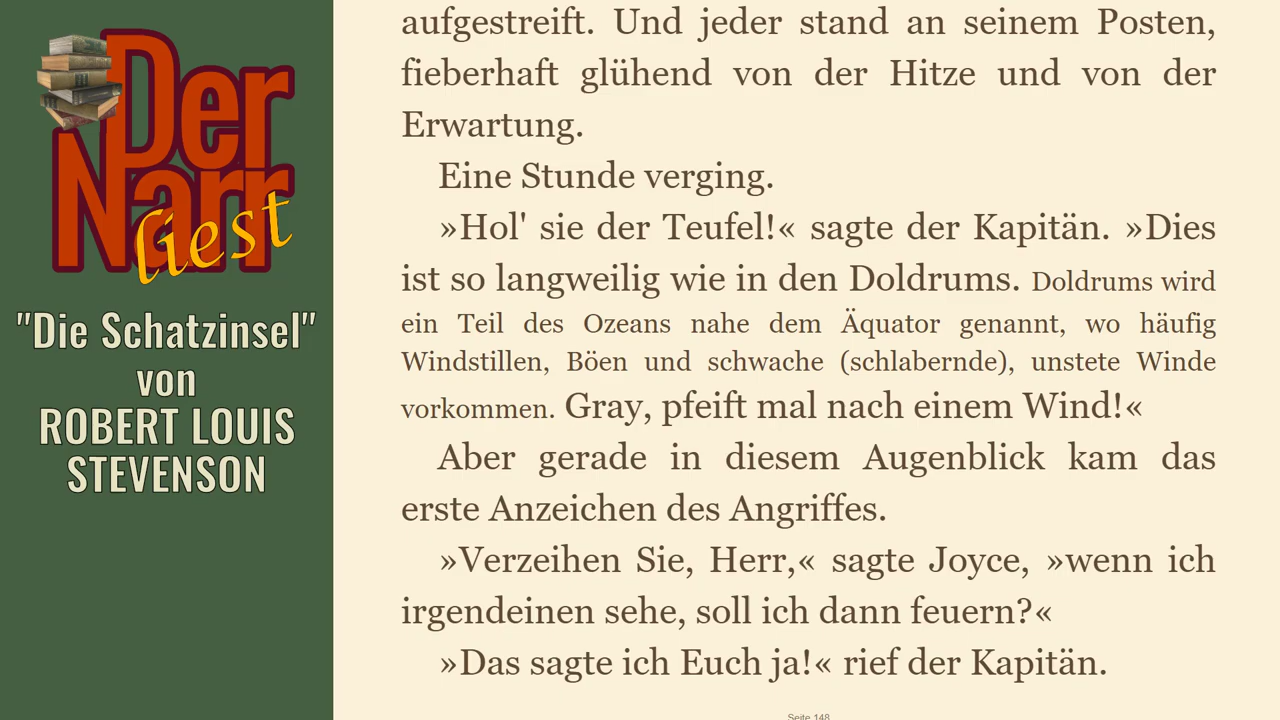 Der
Narr
liest
"Die Schatzinsel"
von
ROBERT LOUIS
STEVENSON
aufgestreift. Und jeder stand an seinem Posten,
fieberhaft glühend von der Hitze und von der
Erwartung.
Eine Stunde verging.
»Hol' sie der Teufel!« sagte der Kapitän. »Dies
ist so langweilig wie in den Doldrums. Doldrums wird
ein Teil des Ozeans nahe dem Äquator genannt, wo häufig
Windstillen, Böen und schwache (schlabernde), unstete Winde
vorkommen. Gray, pfeift mal nach einem Wind!«
Aber gerade in diesem Augenblick kam das
erste Anzeichen des Angriffes.
»Verzeihen Sie, Herr,« sagte Joyce, »wenn ich
irgendeinen sehe, soll ich dann feuern?«
»Das sagte ich Euch ja!« rief der Kapitän.
Seite 148